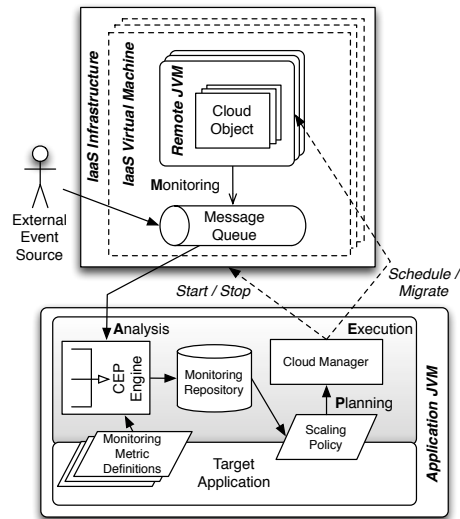 IaaS Infrastructure
IaaS Virtual Machine
Remote JVM
Cloud
Object
Monitoring
External
Event
Source
Message
Queue
Start / Stop
Schedule /
Migrate
Analysis
Execution
CEP
Engine
Monitoring
Repository
Cloud Manager
Planning
Monitoring
Metric
Definitions
Scaling
Policy
Target
Application
Application JVM